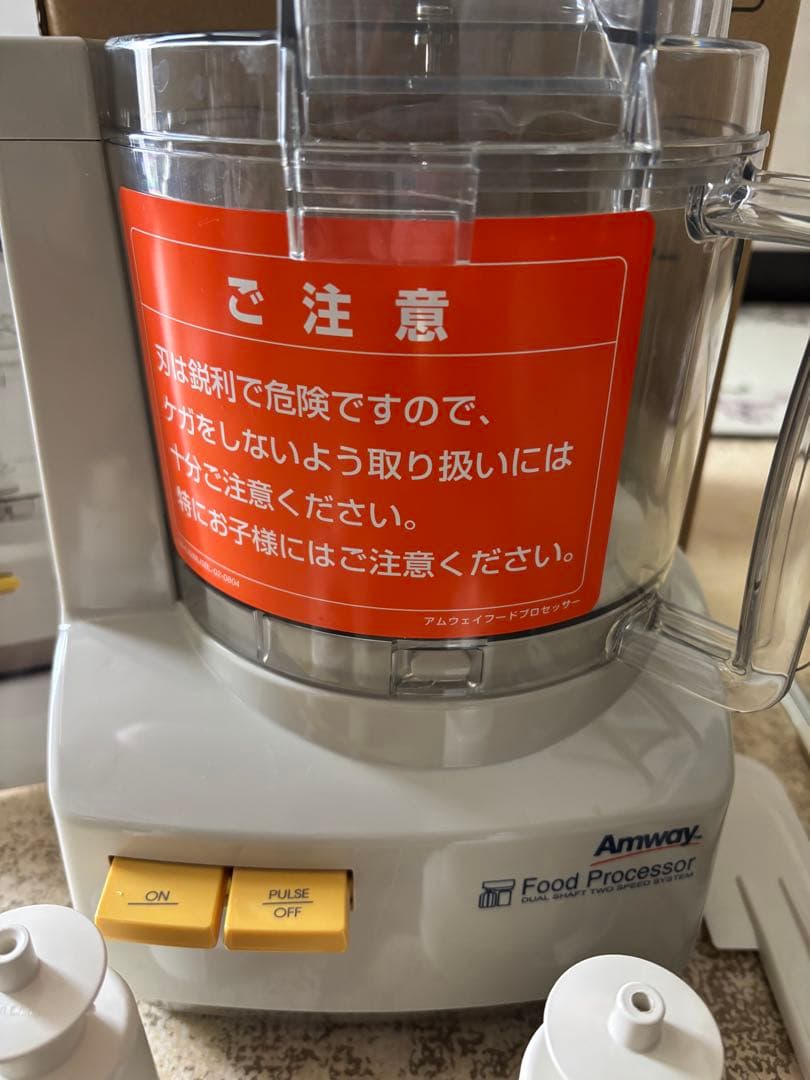 ご注意
刃は鋭利で危険ですので、
ケガをしないよう取り扱いには
十分ご注意ください。
特にお子様にはご注意ください。
アムウェイフードプロセッサー
Amway
Food Processor
DUAL SHAFT TWO SPEED SYSTEM
ON
PULSE
OFF